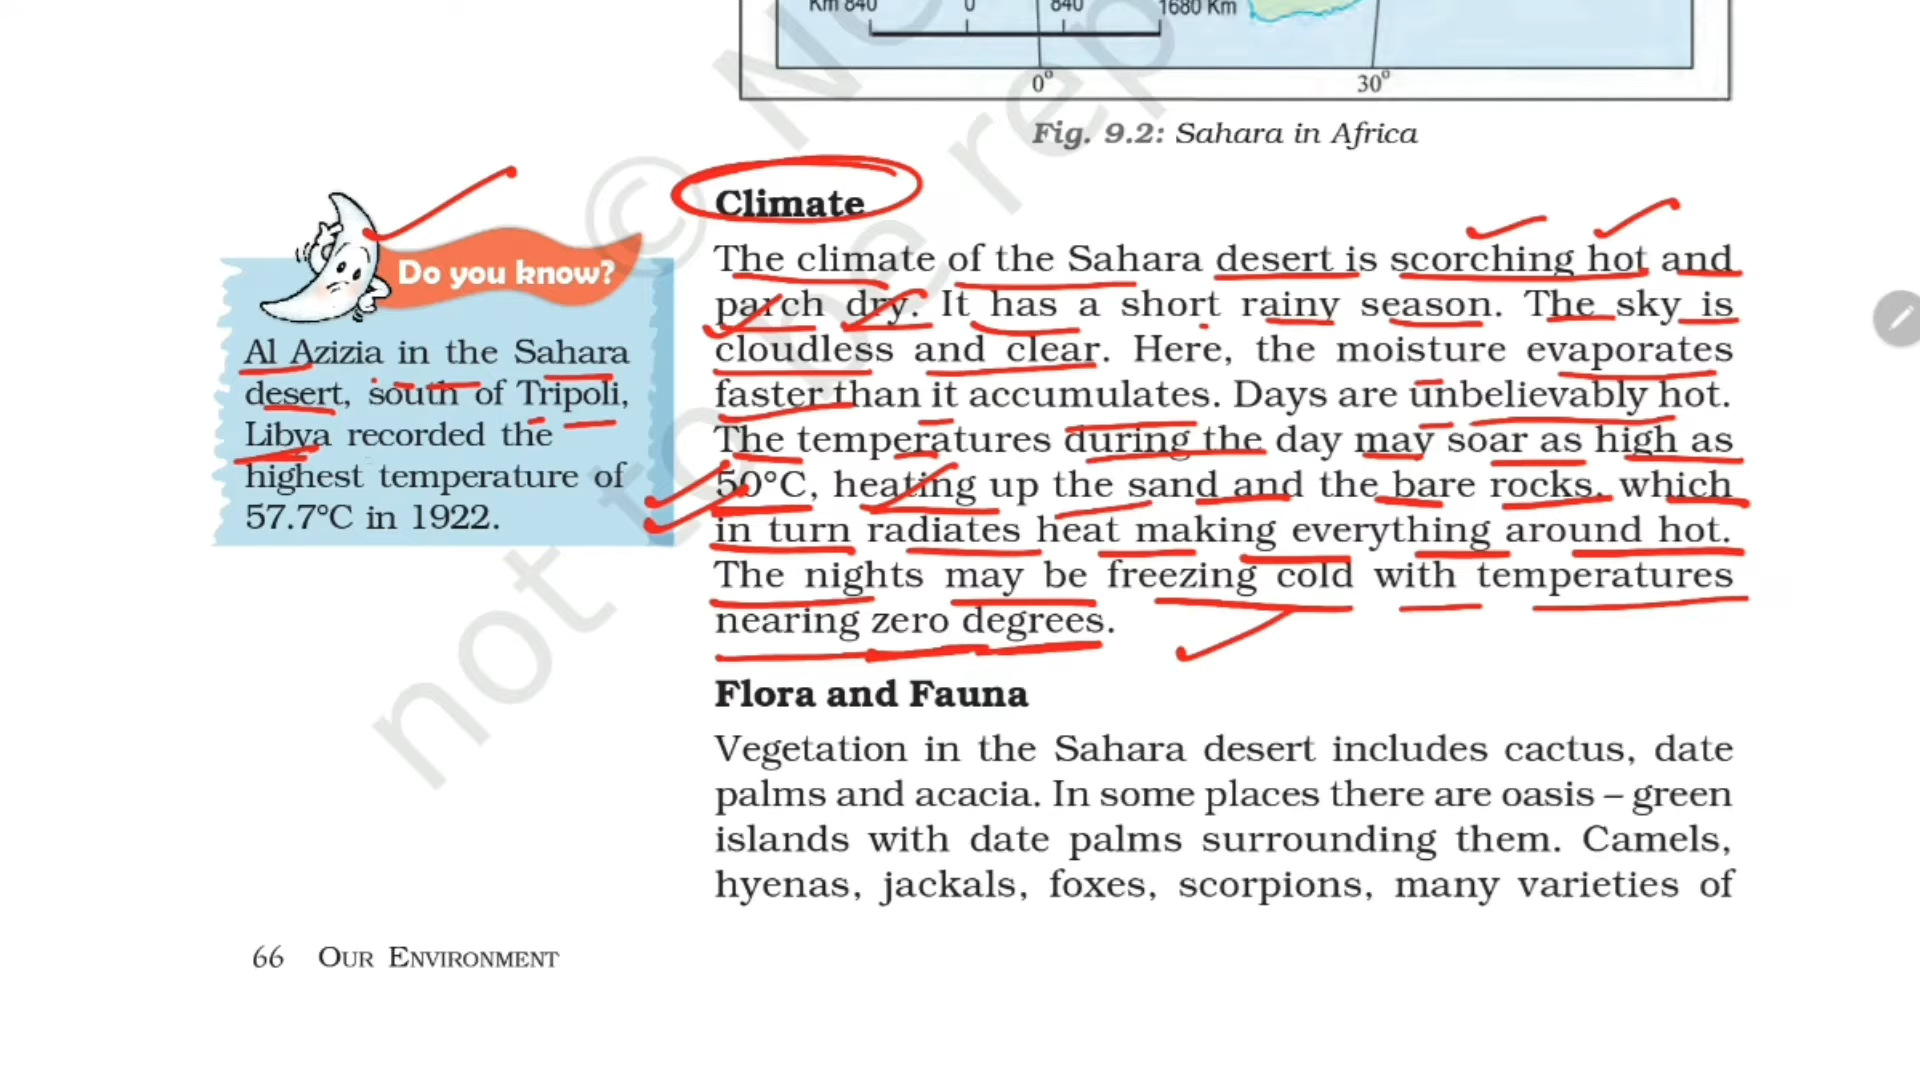 Km 840 0 840 1680 Km
0° 30°
Fig. 9.2: Sahara in Africa
Climate
The climate of the Sahara desert is scorching hot and
parch dry. It has a short rainy season. The sky is
cloudless and clear. Here, the moisture evaporates
faster than it accumulates. Days are unbelievably hot.
The temperatures during the day may soar as high as
50°C, heating up the sand and the bare rocks, which
in turn radiates heat making everything around hot.
The nights may be freezing cold with temperatures
nearing zero degrees.
Do you know?
Al Azizia in the Sahara
desert, south of Tripoli,
Libya recorded the
highest temperature of
57.7°C in 1922.
Flora and Fauna
Vegetation in the Sahara desert includes cactus, date
palms and acacia. In some places there are oasis – green
islands with date palms surrounding them. Camels,
hyenas, jackals, foxes, scorpions, many varieties of
66 OUR ENVIRONMENT
not to be rep
© N